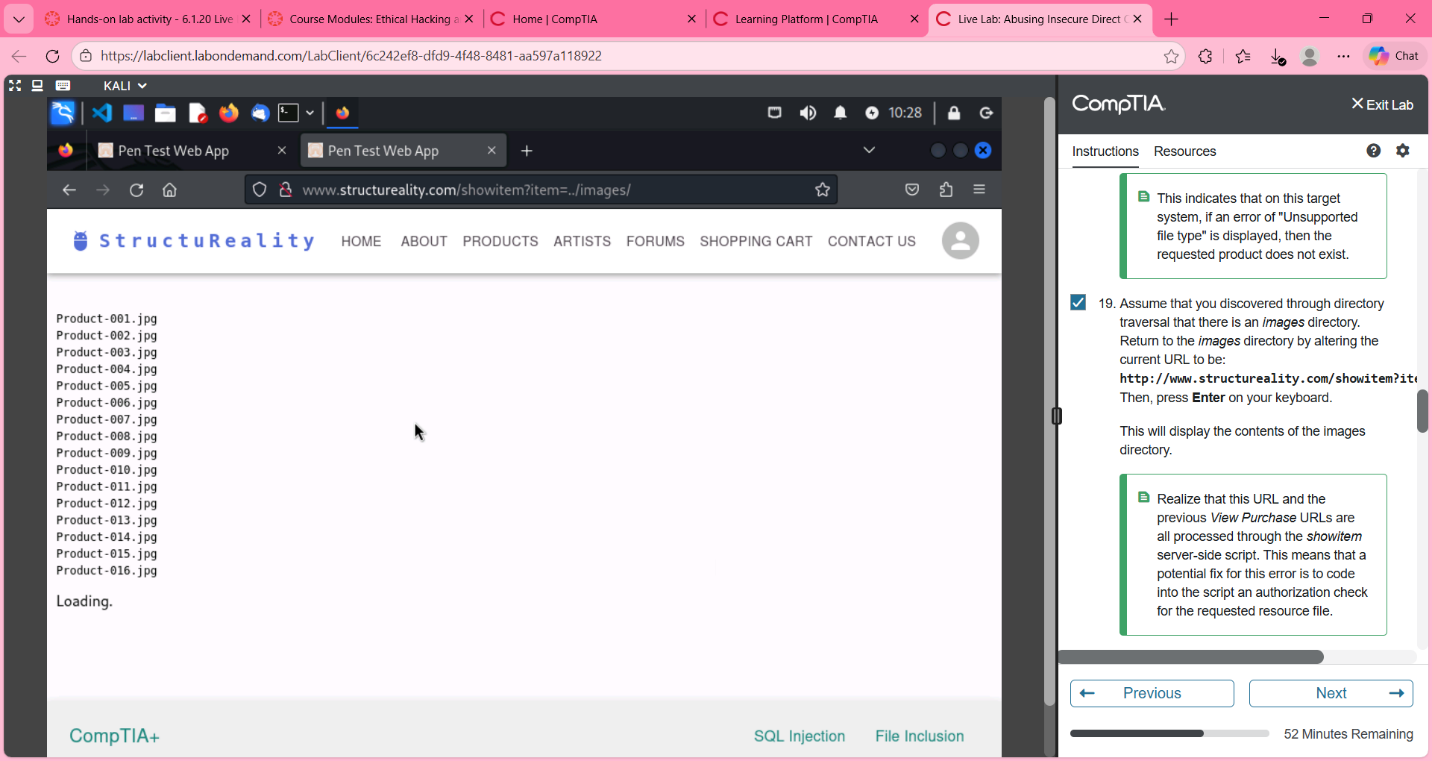 Hands-on lab activity - 6.1.20 Live
Course Modules: Ethical Hacking a
Home | CompTIA
Learning Platform | CompTIA
Live Lab: Abusing Insecure Direct
https://labclient.labondemand.com/LabClient/6c242ef8-dfd9-4f48-8481-aa597a118922
Chat
KALI
10:28
Pen Test Web App
Pen Test Web App
www.structureality.com/showitem?item=../images/
StructuReality
HOME
ABOUT
PRODUCTS
ARTISTS
FORUMS
SHOPPING CART
CONTACT US
Product-001.jpg
Product-002.jpg
Product-003.jpg
Product-004.jpg
Product-005.jpg
Product-006.jpg
Product-007.jpg
Product-008.jpg
Product-009.jpg
Product-010.jpg
Product-011.jpg
Product-012.jpg
Product-013.jpg
Product-014.jpg
Product-015.jpg
Product-016.jpg
Loading.
CompTIA+
SQL Injection
File Inclusion
CompTIA.
Exit Lab
Instructions
Resources
This indicates that on this target
system, if an error of "Unsupported
file type" is displayed, then the
requested product does not exist.
19. Assume that you discovered through directory
traversal that there is an images directory.
Return to the images directory by altering the
current URL to be:
http://www.structureality.com/showitem?ite
Then, press Enter on your keyboard.
This will display the contents of the images
directory.
Realize that this URL and the
previous View Purchase URLs are
all processed through the showitem
server-side script. This means that a
potential fix for this error is to code
into the script an authorization check
for the requested resource file.
Previous
Next
52 Minutes Remaining